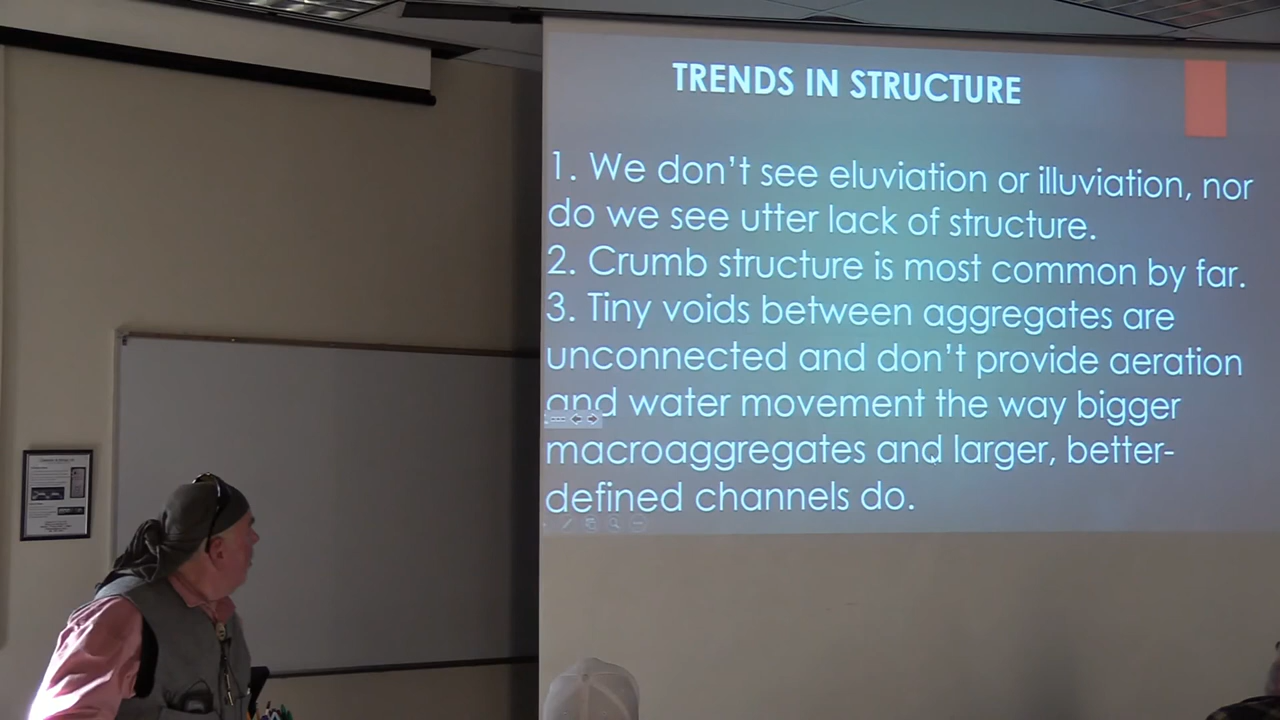 TRENDS IN STRUCTURE
1. We don't see eluviation or illuviation, nor
do we see utter lack of structure.
2. Crumb structure is most common by far.
3. Tiny voids between aggregates are
unconnected and don't provide aeration
and water movement the way bigger
macroaggregates and larger, better-
defined channels do.